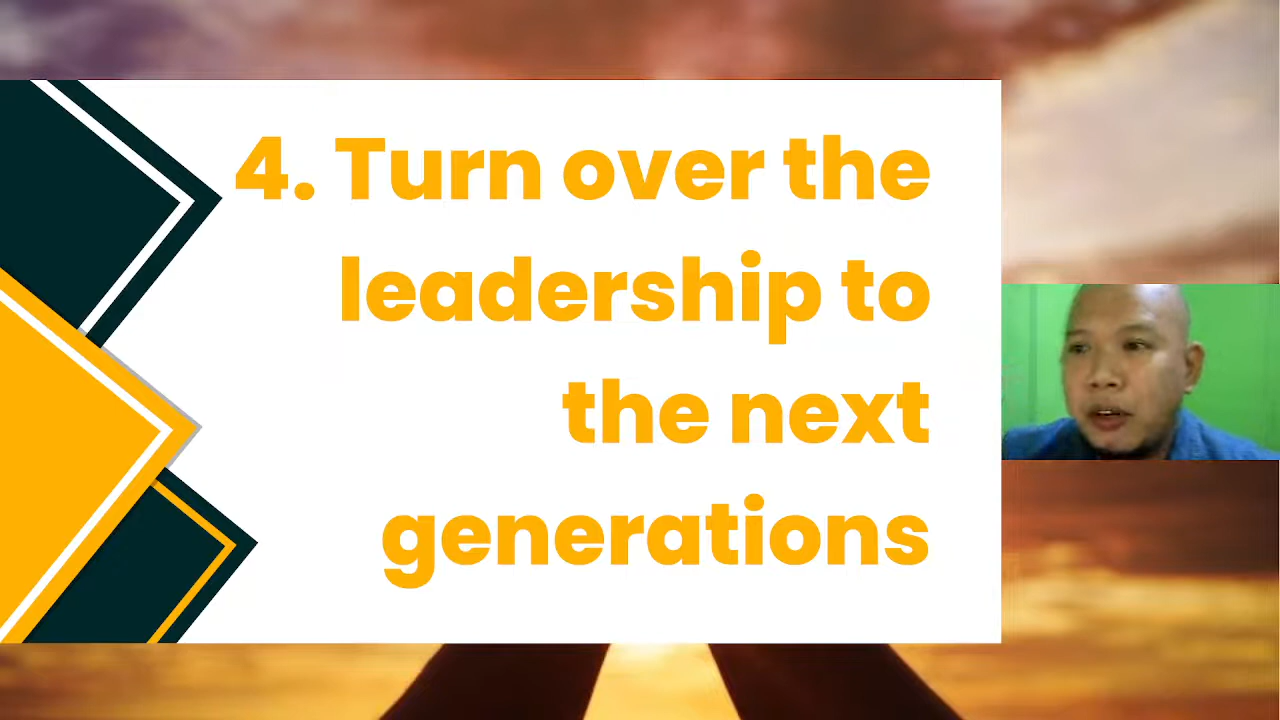 4. Turn over the
leadership to
the next
generations